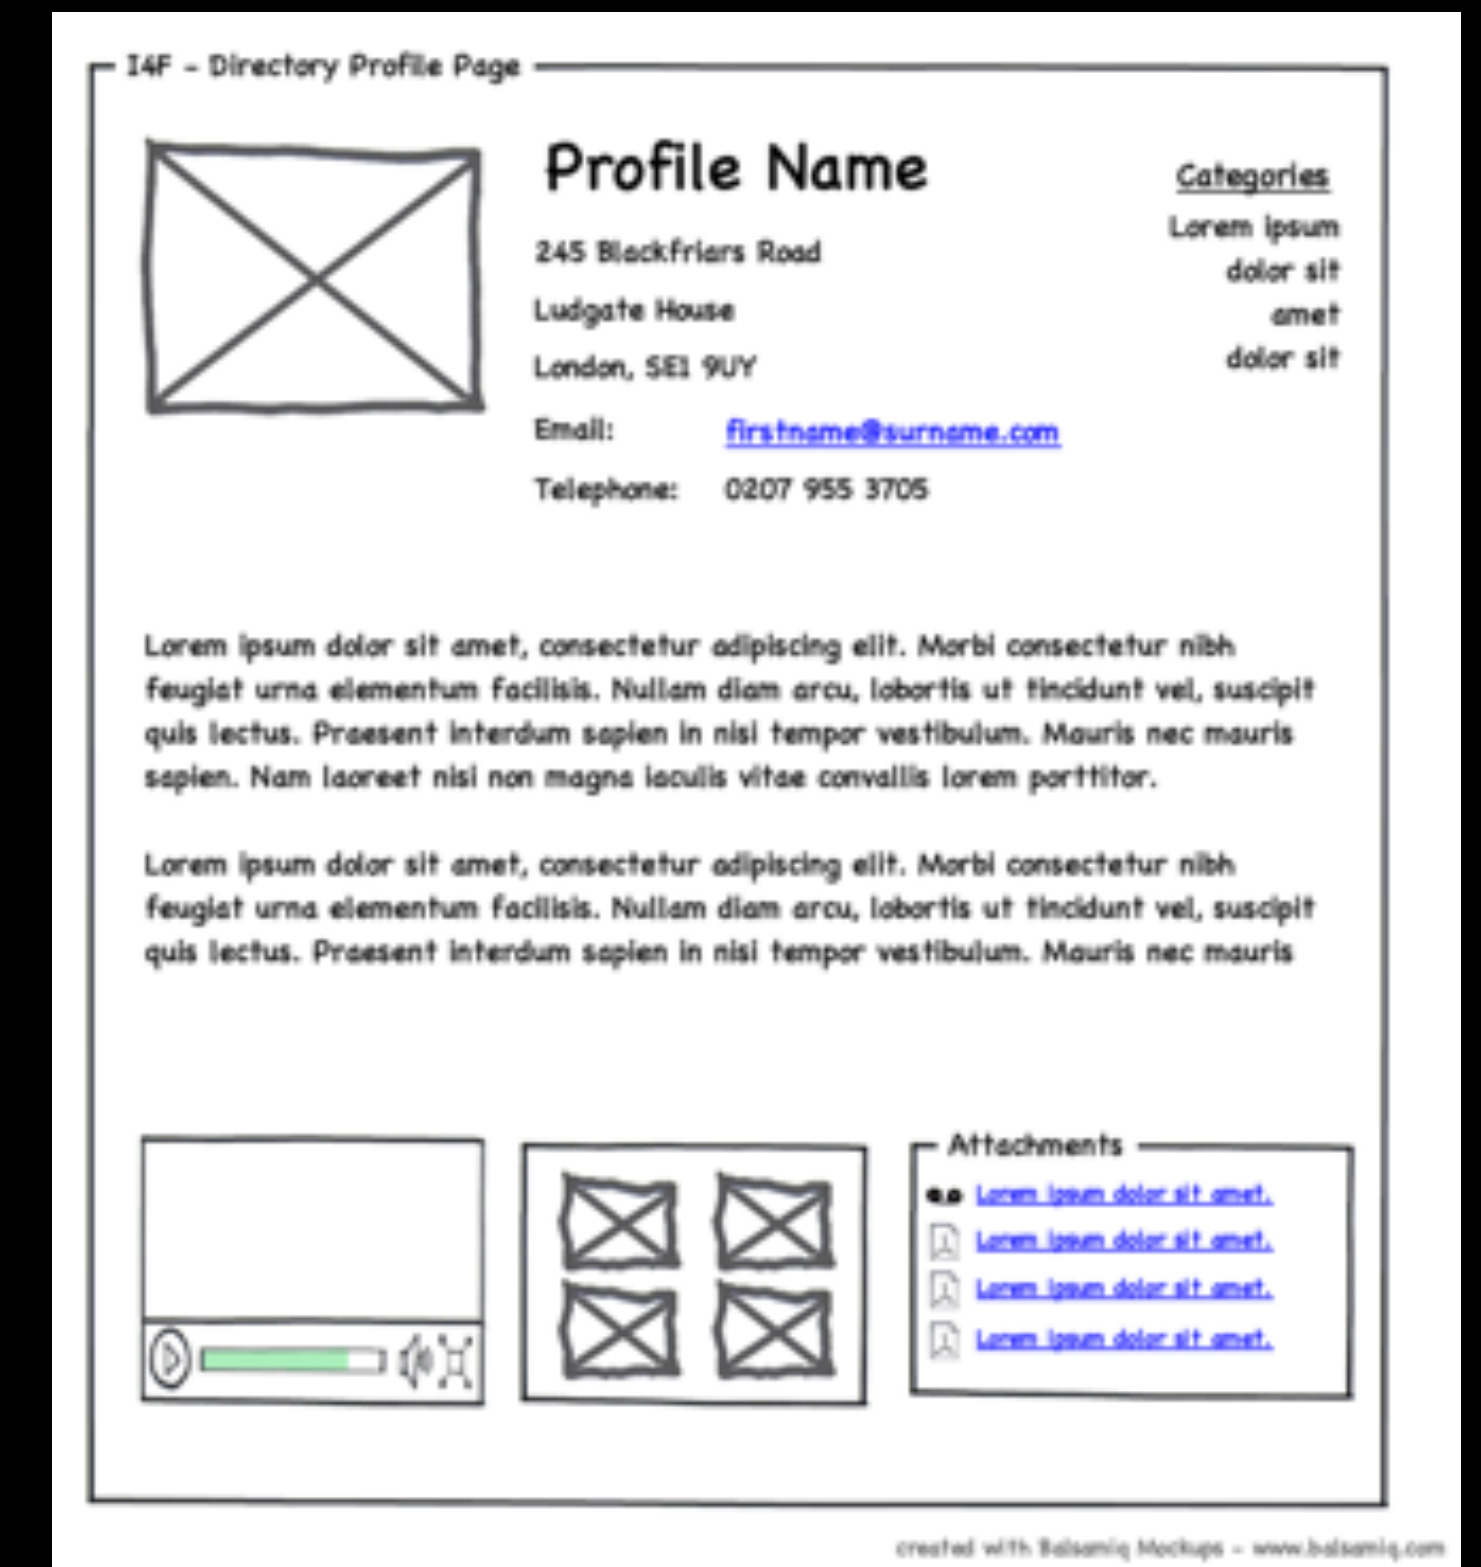 I4F - Directory Profile Page
Profile Name
245 Blackfriars Road
Ludgate House
London, SE1 9UY
Email: firstname@surname.com
Telephone: 0207 955 3705
Categories
Lorem ipsum
dolor sit
amet
dolor sit
Lorem ipsum dolor sit amet, consectetur adipiscing elit. Morbi consectetur nibh
feugiat urna elementum facilisis. Nullam diam arcu, lobortis ut tincidunt vel, suscipit
quis lectus. Praesent interdum sapien in nisi tempor vestibulum. Mauris nec mauris
sapien. Nam laoreet nisi non magna iaculis vitae convallis lorem porttitor.
Lorem ipsum dolor sit amet, consectetur adipiscing elit. Morbi consectetur nibh
feugiat urna elementum facilisis. Nullam diam arcu, lobortis ut tincidunt vel, suscipit
quis lectus. Praesent interdum sapien in nisi tempor vestibulum. Mauris nec mauris
Attachments
Lorem ipsum dolor sit amet.
Lorem ipsum dolor sit amet.
Lorem ipsum dolor sit amet.
Lorem ipsum dolor sit amet.
created with Balsamiq Mockups - www.balsamiq.com